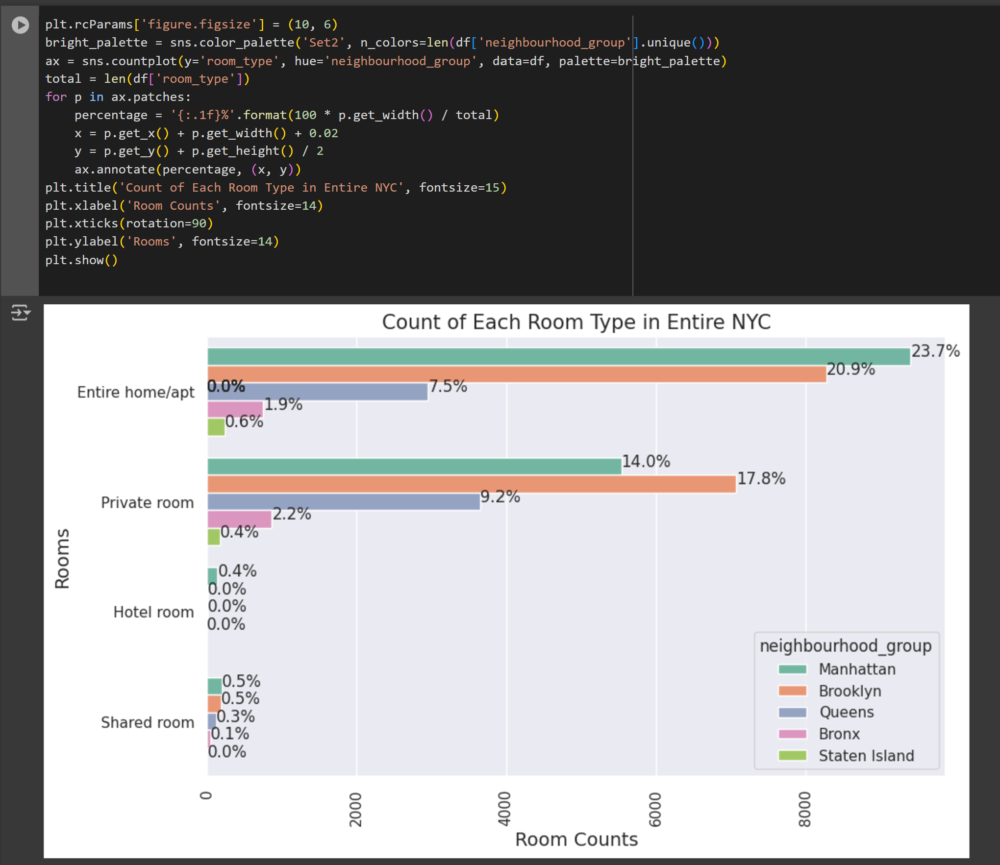 plt.rcParams['figure.figsize'] = (10, 6)
bright_palette = sns.color_palette('Set2', n_colors=len(df['neighbourhood_group'].unique()))
ax = sns.countplot(y='room_type', hue='neighbourhood_group', data=df, palette=bright_palette)
total = len(df['room_type'])
for p in ax.patches:
    percentage = '{:.1f}%'.format(100 * p.get_width() / total)
    x = p.get_x() + p.get_width() + 0.02
    y = p.get_y() + p.get_height() / 2
    ax.annotate(percentage, (x, y))
plt.title('Count of Each Room Type in Entire NYC', fontsize=15)
plt.xlabel('Room Counts', fontsize=14)
plt.xticks(rotation=90)
plt.ylabel('Rooms', fontsize=14)
plt.show()
Count of Each Room Type in Entire NYC
23.7%
20.9%
0.0%
7.5%
Entire home/apt
1.9%
0.6%
14.0%
17.8%
9.2%
Private room
2.2%
0.4%
Rooms
0.4%
0.0%
0.0%
Hotel room
0.0%
0.5%
0.5%
0.3%
Shared room
0.1%
0.0%
neighbourhood_group
Manhattan
Brooklyn
Queens
Bronx
Staten Island
0
2000
4000
6000
8000
Room Counts